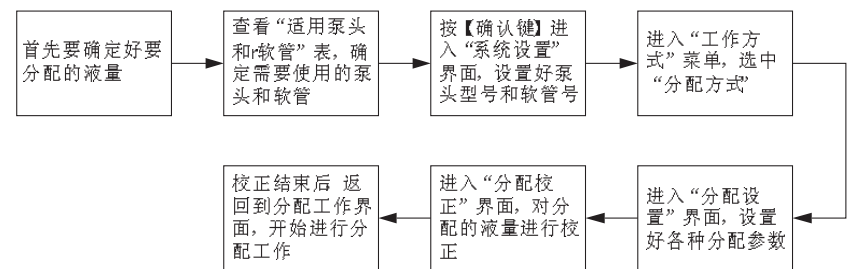 首先要确定好要
分配的液量
查看“适用泵头
和r软管”表，确
定需要使用的泵
头和软管
按【确认键】进
入“系统设置”
界面，设置好泵
头型号和软管号
进入“工作方
式”菜单，选中
“分配方式”
进入“分配设
置”界面，设置
好各种分配参数
进入“分配校
正”界面，对分
配的液量进行校
正
校正结束后 返
回到分配工作界
面，开始进行分
配工作